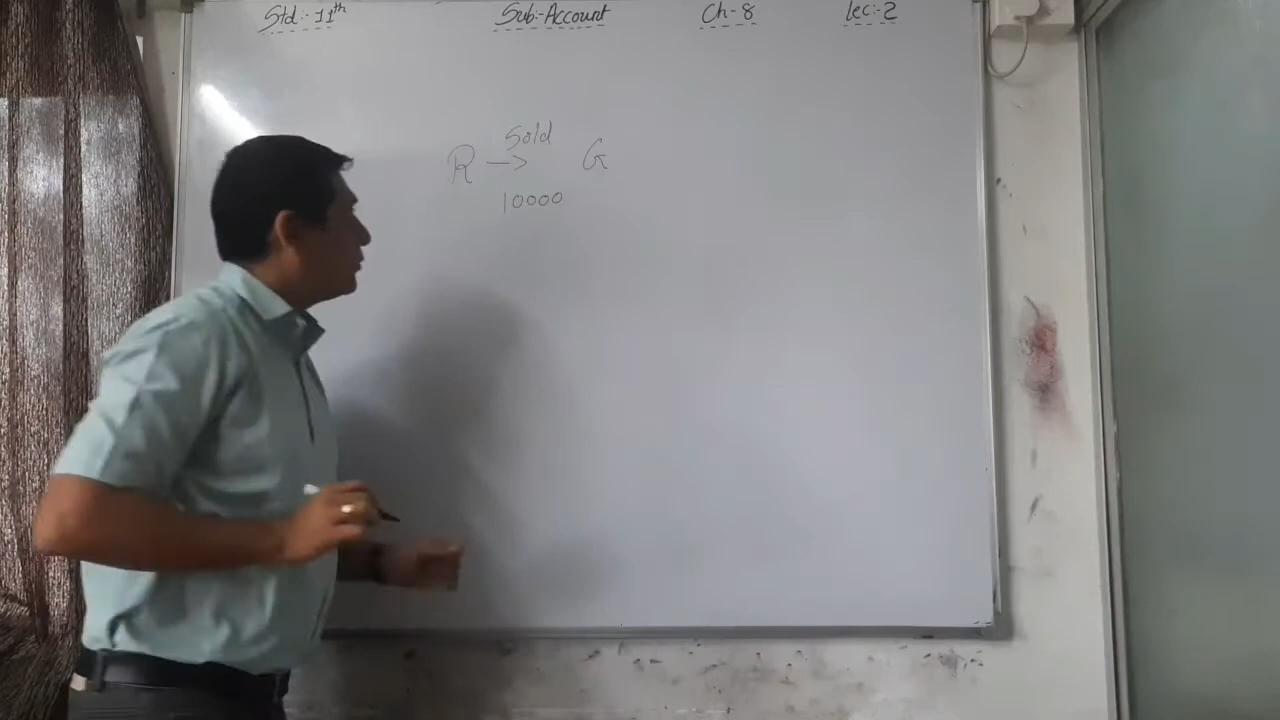 Std:- 11th Sub:- Account Ch-8 Lec:-2
Sold
R → G
10000